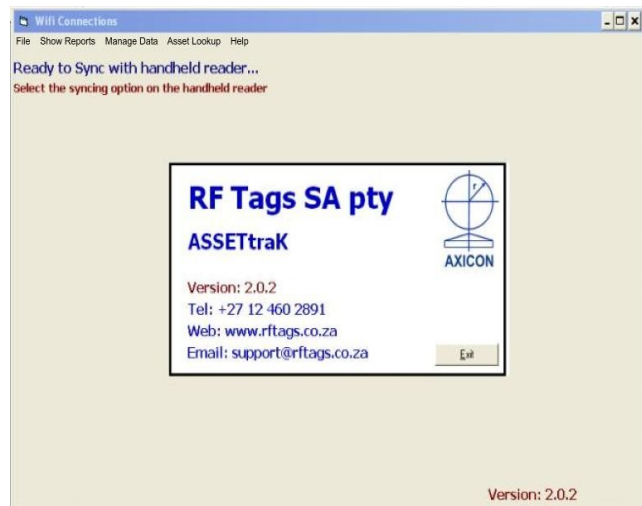 Wifi Connections
File Show Reports Manage Data Asset Lookup Help
Ready to Sync with handheld reader...
Select the syncing option on the handheld reader
RF Tags SA pty
ASSETtraK
r
AXICON
Version: 2.0.2
Tel: +27 12 460 2891
Web: www.rftags.co.za
Email: support@rftags.co.za
Exit
Version: 2.0.2